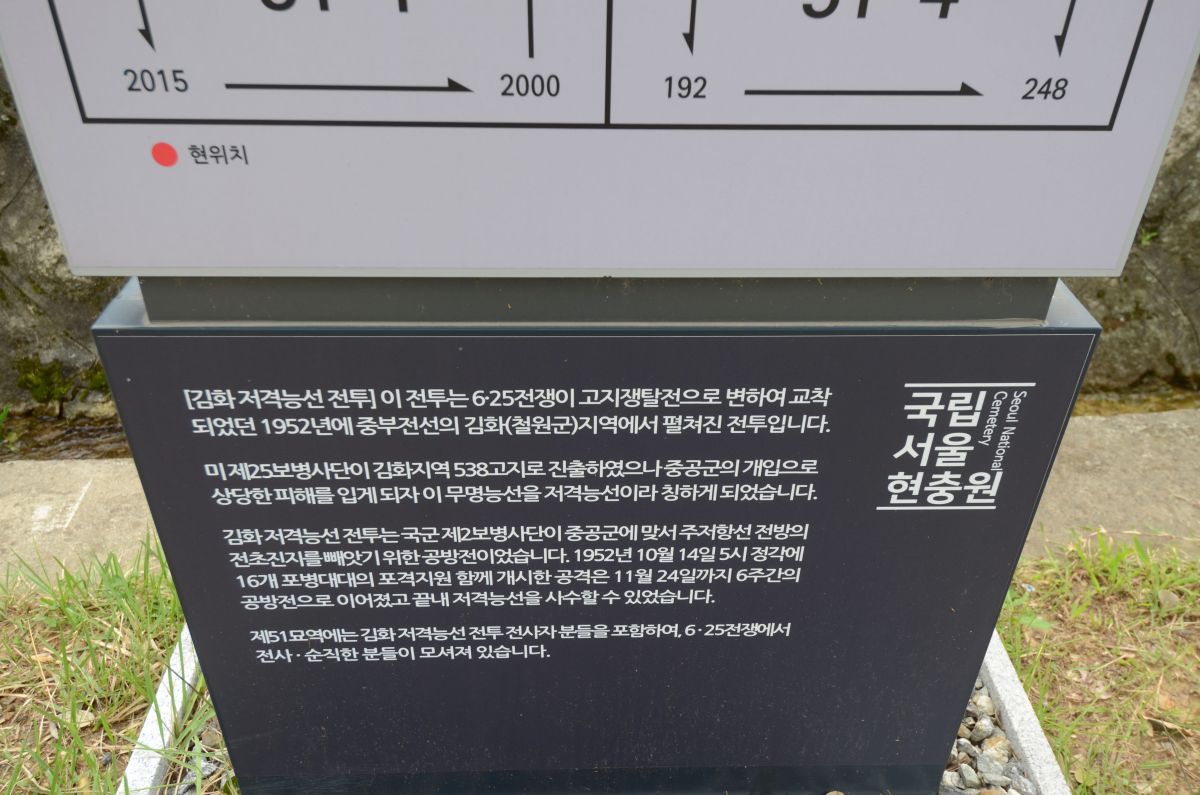 2015
2000
192
248
현위치
[김화 저격능선 전투] 이 전투는 6·25전쟁이 고지쟁탈전으로 변하여 교착
되었던 1952년에 중부전선의 김화(철원군)지역에서 펼쳐진 전투입니다.
미 제25보병사단이 김화지역 538고지로 진출하였으나 중공군의 개입으로
상당한 피해를 입게 되자 이 무명능선을 저격능선이라 칭하게 되었습니다.
김화 저격능선 전투는 국군 제2보병사단이 중공군에 맞서 주저항선 전방의
전초진지를 빼앗기 위한 공방전이었습니다. 1952년 10월 14일 5시 정각에
16개 포병대대의 포격지원 함께 개시한 공격은 11월 24일까지 6주간의
공방전으로 이어졌고 끝내 저격능선을 사수할 수 있었습니다.
제51묘역에는 김화 저격능선 전투 전사자 분들을 포함하여, 6·25전쟁에서
전사·순직한 분들이 모셔져 있습니다.
국립
서울
현충원
Seoul National
Cemetery